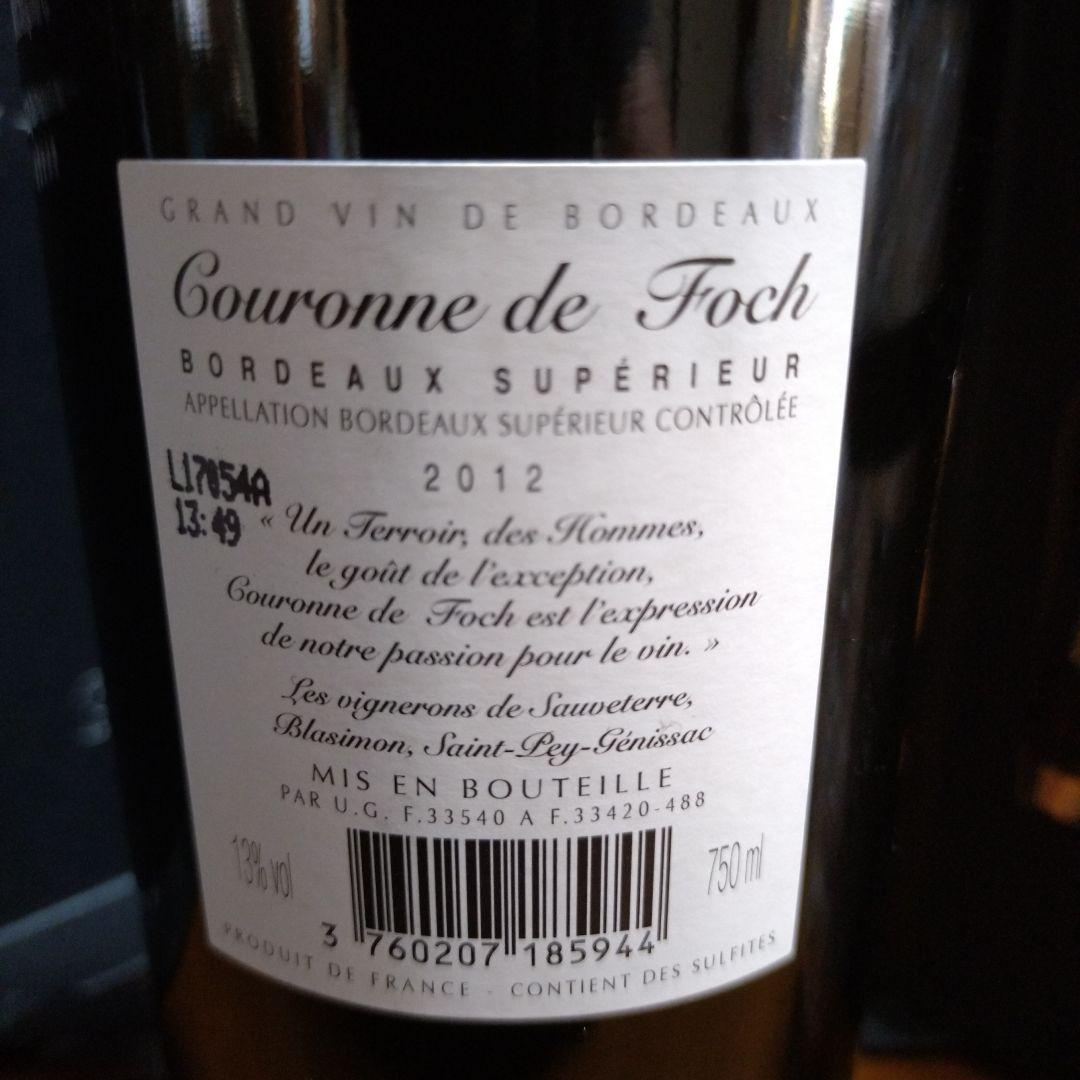 GRAND VIN DE BORDEAUX
Couronne de Foch
BORDEAUX SUPÉRIEUR
APPELLATION BORDEAUX SUPÉRIEUR CONTRÔLÉE
2012
L17054A
13:49
« Un Terroir, des Hommes,
le goût de l'exception,
Couronne de Foch est l'expression
de notre passion pour le vin. »
Les vignerons de Sauveterre,
Blasimon, Saint-Pey-Génissac
MIS EN BOUTEILLE
PAR U.G. F.33540 A F.33420-488
13% vol
750 ml
3 760207 185944
PRODUIT DE FRANCE - CONTIENT DES SULFITES